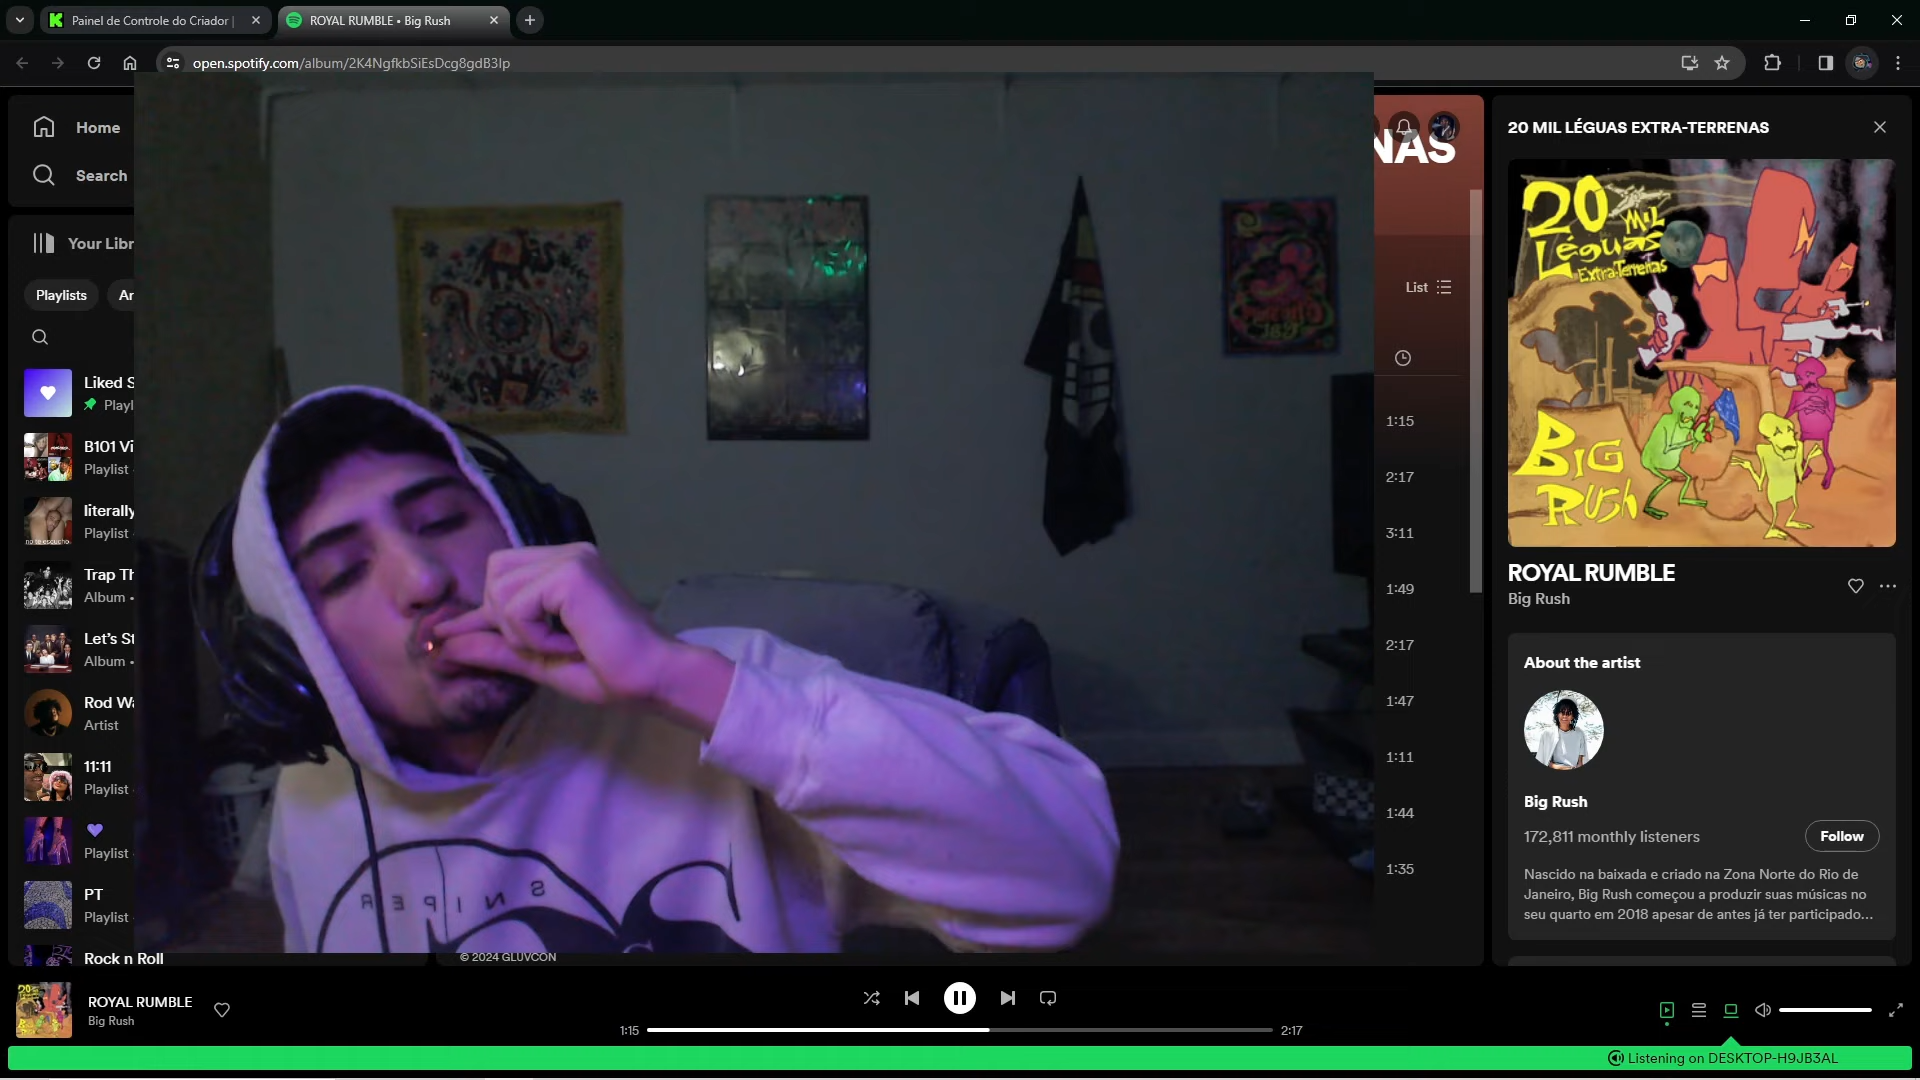 Painel de Controle do Criador |
ROYAL RUMBLE • Big Rush
open.spotify.com/album/2K4NgfkbSiEsDcg8gdB3Ip
Home
Search
Your Libr
Playlists
Ar
Liked S
Playl
B101 Vi
Playlist
literally
Playlist
Trap Th
Album •
Let's St
Album •
Rod Wa
Artist
11:11
Playlist
Playlist
PT
Playlist
Rock n Roll
SNIPER
© 2024 GLUVCON
NAS
List
1:15
2:17
3:11
1:49
2:17
1:47
1:11
1:44
1:35
20 MIL LÉGUAS EXTRA-TERRENAS
20 MIL
Léguas
Extra-Terrenas
BIG
RUSH
ROYAL RUMBLE
Big Rush
About the artist
Big Rush
172,811 monthly listeners
Follow
Nascido na baixada e criado na Zona Norte do Rio de
Janeiro, Big Rush começou a produzir suas músicas no
seu quarto em 2018 apesar de antes já ter participado...
ROYAL RUMBLE
Big Rush
1:15
2:17
Listening on DESKTOP-H9JB3AL